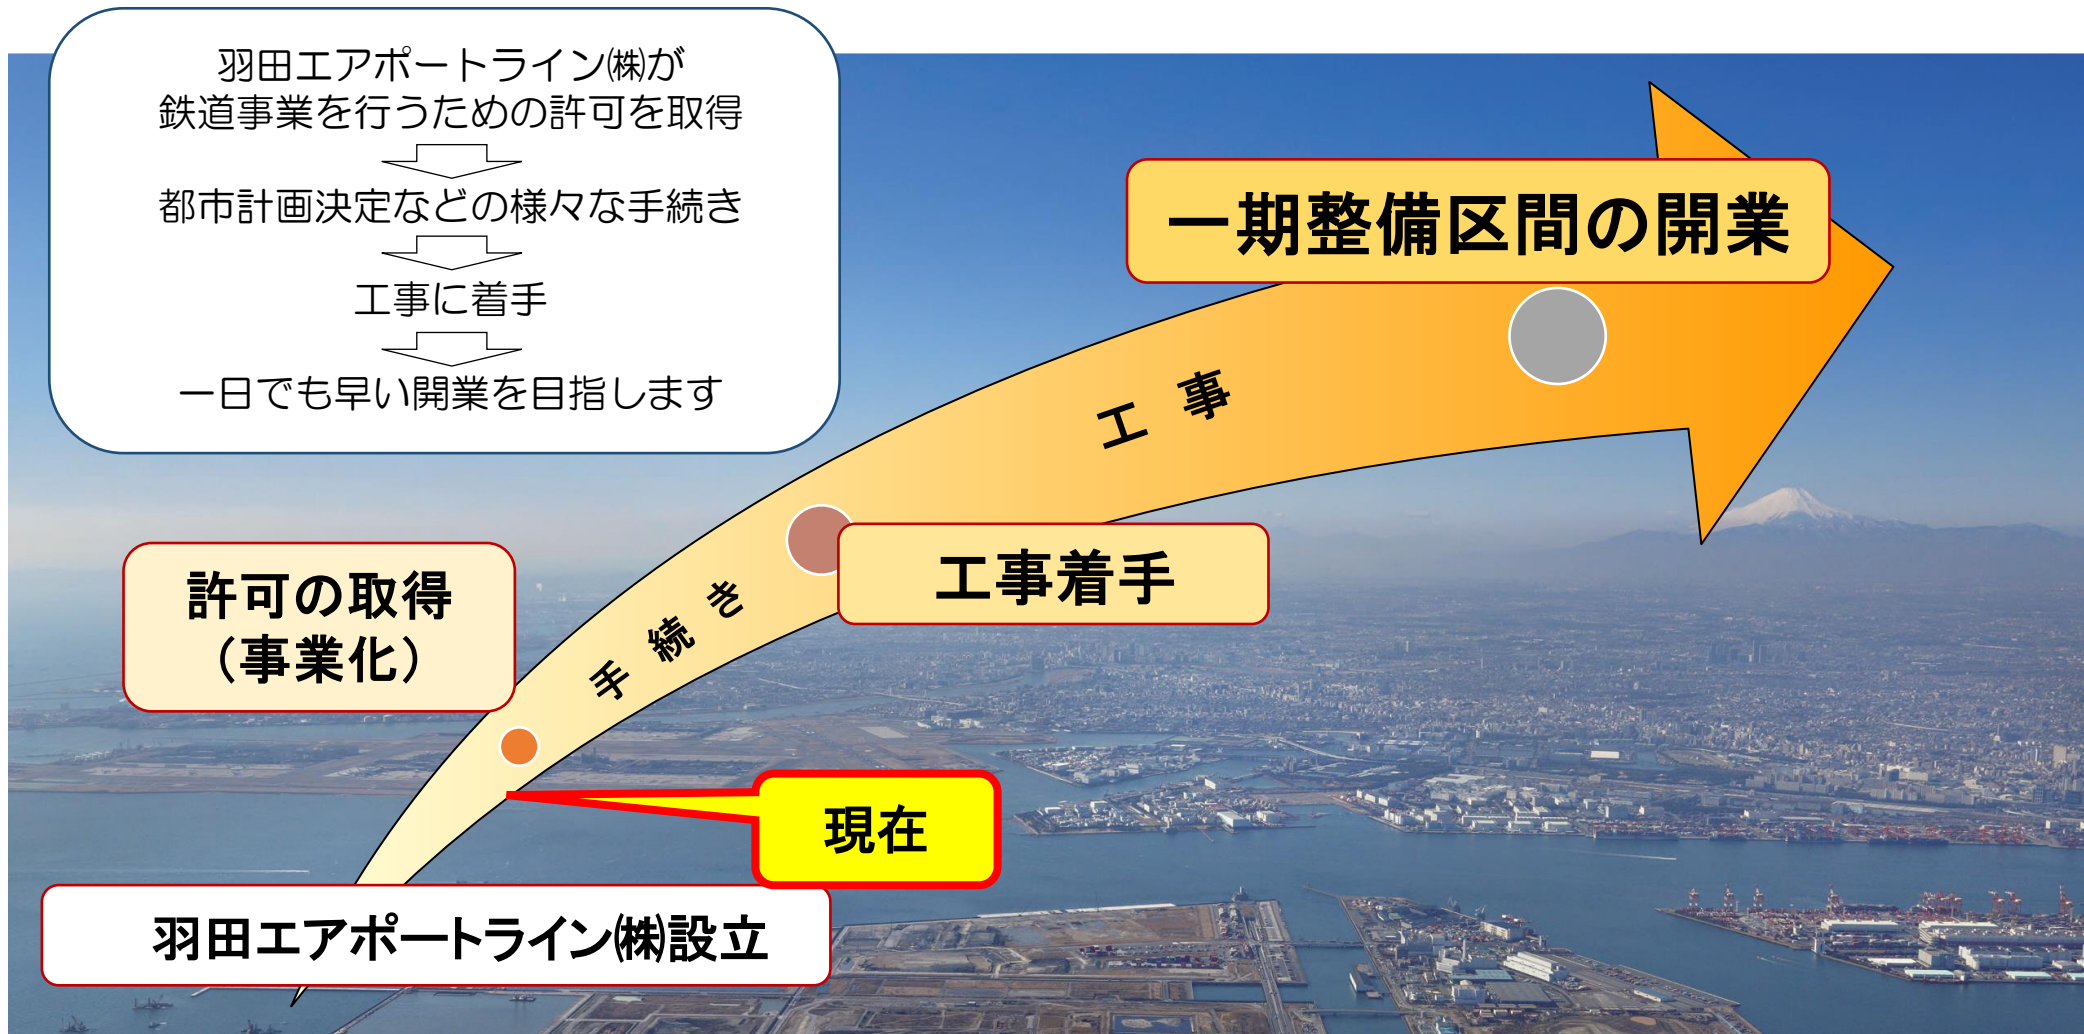 羽田エアポートライン㈱が
鉄道事業を行うための許可を取得
都市計画決定などの様々な手続き
工事に着手
一日でも早い開業を目指します
一期整備区間の開業
工事
工事着手
手続き
許可の取得
（事業化）
現在
羽田エアポートライン㈱設立